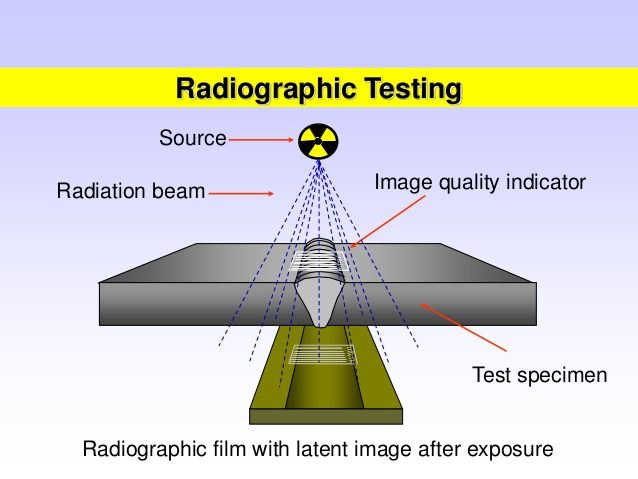 Radiographic Testing
Source
Radiation beam
Image quality indicator
Test specimen
Radiographic film with latent image after exposure